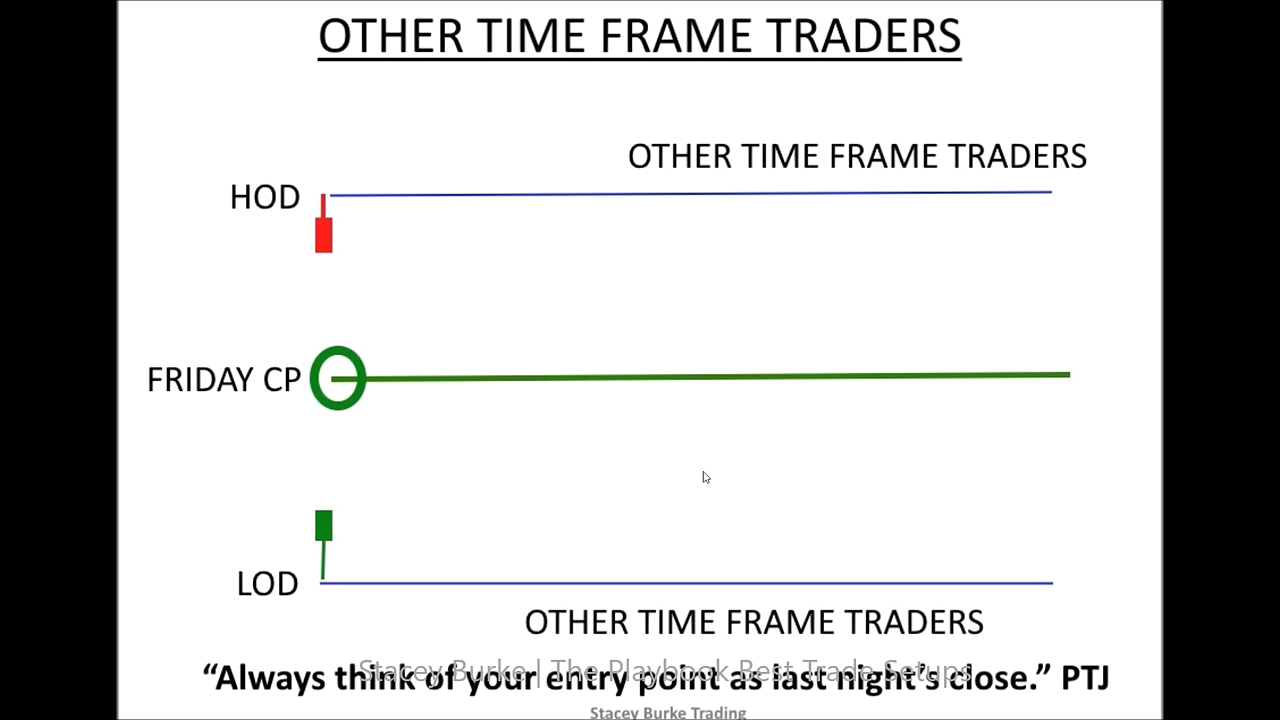 OTHER TIME FRAME TRADERS
OTHER TIME FRAME TRADERS
HOD
FRIDAY CP
LOD
OTHER TIME FRAME TRADERS
“Always think of your entry point as last night’s close.” PTJ
Stacey Burke | The Playbook Best Trade Setups
Stacey Burke Trading